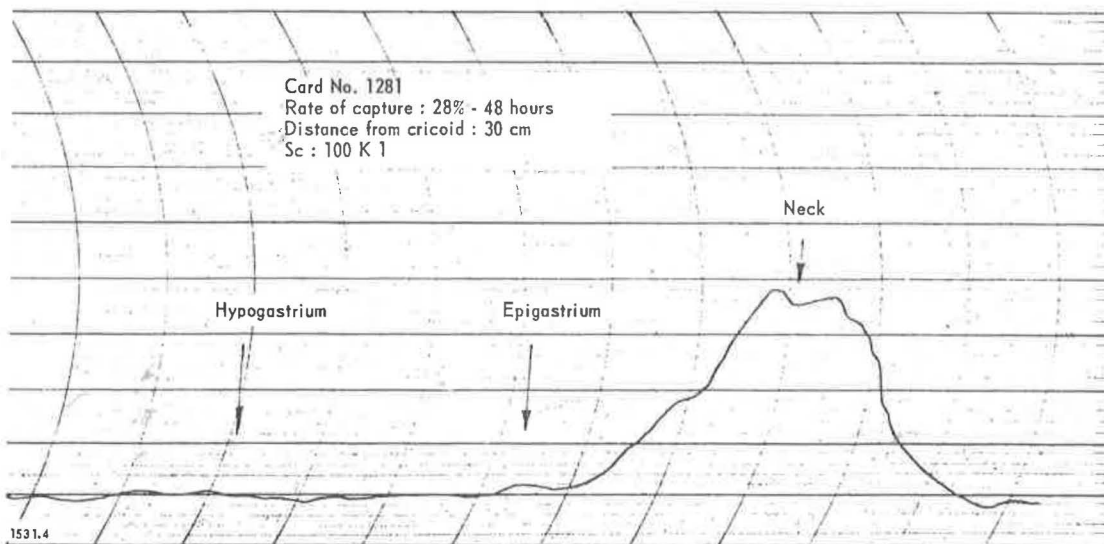 Card No. 1281
Rate of capture : 28% - 48 hours
Distance from cricoid : 30 cm
Sc : 100 K 1
Neck
Hypogastrium
Epigastrium
1531.4